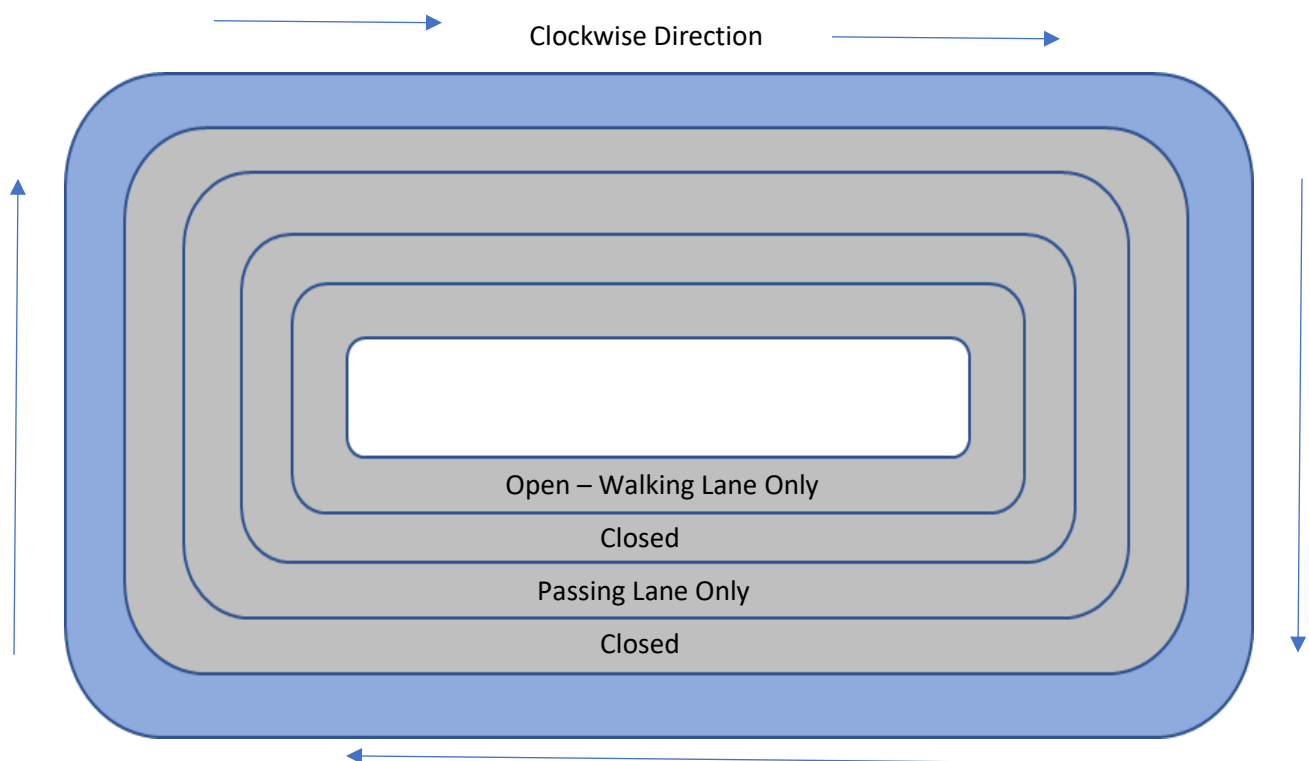 Clockwise Direction
Open – Walking Lane Only
Closed
Passing Lane Only
Closed